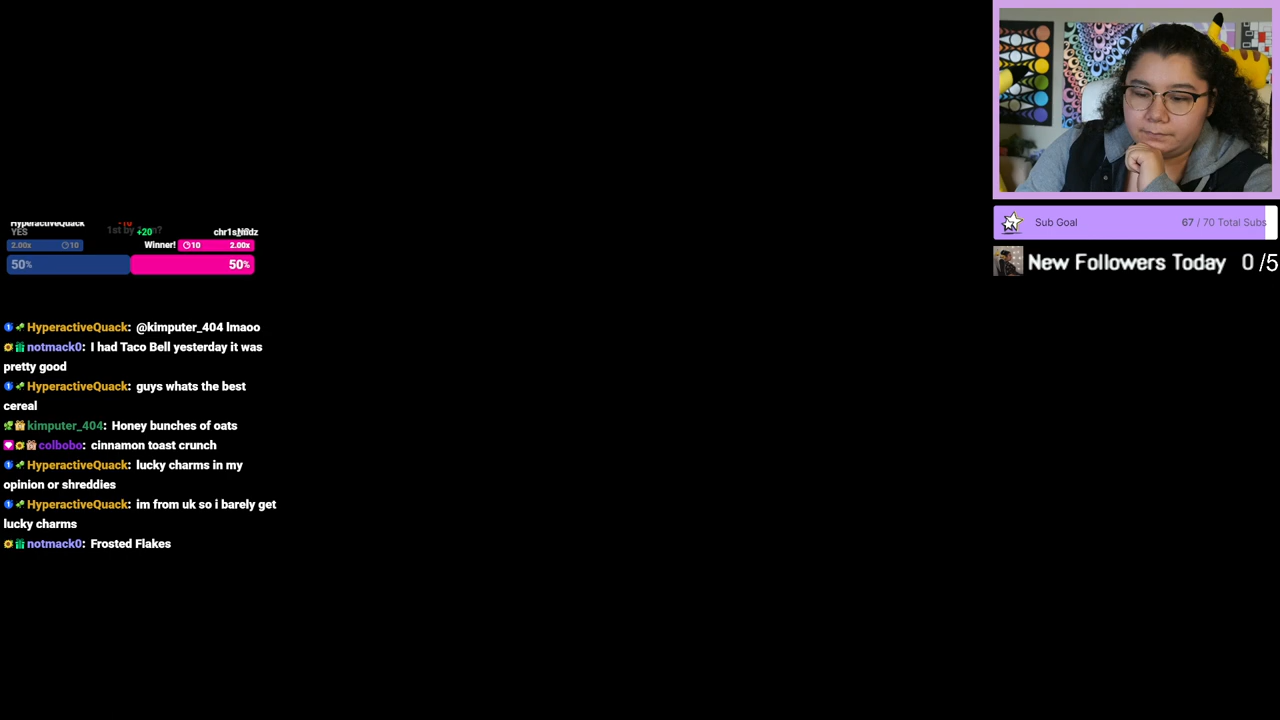 HyperactiveQuack -10
YES 1st by +20
2.00x 10 Winner! 10 2.00x
50% 50%
HyperactiveQuack: @kimputer_404 lmaoo
notmack0: I had Taco Bell yesterday it was
pretty good
HyperactiveQuack: guys whats the best
cereal
kimputer_404: Honey bunches of oats
colbobo: cinnamon toast crunch
HyperactiveQuack: lucky charms in my
opinion or shreddies
HyperactiveQuack: im from uk so i barely get
lucky charms
notmack0: Frosted Flakes
Sub Goal 67 / 70 Total Subs
New Followers Today 0 /5